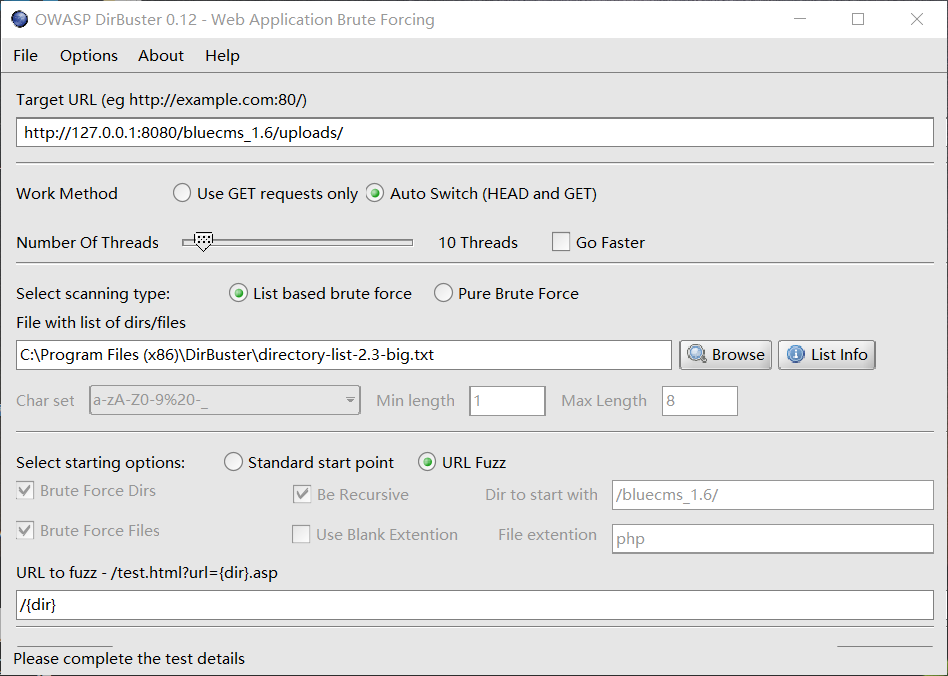 OWASP DirBuster 0.12 - Web Application Brute Forcing
File Options About Help
Target URL (eg http://example.com:80/)
http://127.0.0.1:8080/bluecms_1.6/uploads/
Work Method Use GET requests only Auto Switch (HEAD and GET)
Number Of Threads 10 Threads Go Faster
Select scanning type: List based brute force Pure Brute Force
File with list of dirs/files
C:\Program Files (x86)\DirBuster\directory-list-2.3-big.txt Browse List Info
Char set a-zA-Z0-9%20-_ Min length 1 Max Length 8
Select starting options: Standard start point URL Fuzz
Brute Force Dirs Be Recursive Dir to start with /bluecms_1.6/
Brute Force Files Use Blank Extention File extention php
URL to fuzz - /test.html?url={dir}.asp
/{dir}
Please complete the test details